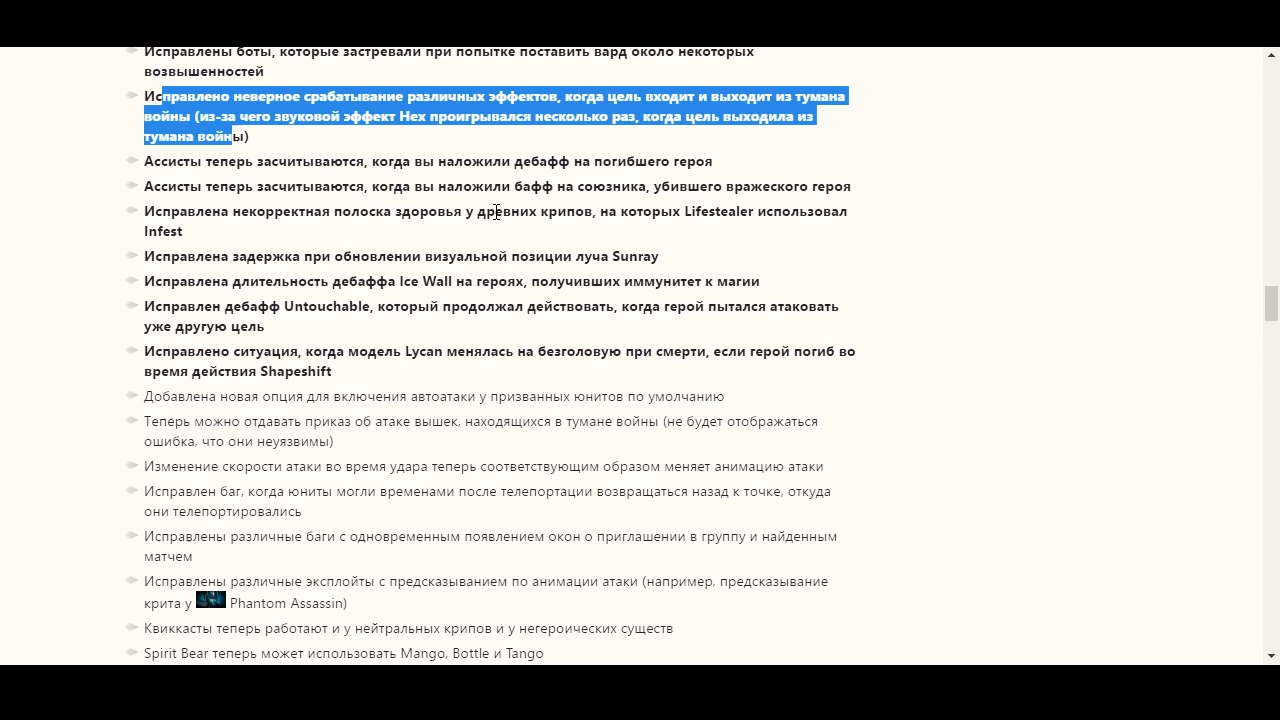 Исправлены боты, которые застревали при попытке поставить вард около некоторых
возвышенностей
Исправлено неверное срабатывание различных эффектов, когда цель входит и выходит из тумана
войны (из-за чего звуковой эффект Hex проигрывался несколько раз, когда цель выходила из
тумана войны)
Ассисты теперь засчитываются, когда вы наложили дебафф на погибшего героя
Ассисты теперь засчитываются, когда вы наложили бафф на союзника, убившего вражеского героя
Исправлена некорректная полоска здоровья у древних крипов, на которых Lifestealer использовал
Infest
Исправлена задержка при обновлении визуальной позиции луча Sunray
Исправлена длительность дебаффа Ice Wall на героях, получивших иммунитет к магии
Исправлен дебафф Untouchable, который продолжал действовать, когда герой пытался атаковать
уже другую цель
Исправлено ситуация, когда модель Lycan менялась на безголовую при смерти, если герой погиб во
время действия Shapeshift
Добавлена новая опция для включения автоатаки у призванных юнитов по умолчанию
Теперь можно отдавать приказ об атаке вышек, находящихся в тумане войны (не будет отображаться
ошибка, что они неуязвимы)
Изменение скорости атаки во время удара теперь соответствующим образом меняет анимацию атаки
Исправлен баг, когда юниты могли временами после телепортации возвращаться назад к точке, откуда
они телепортировались
Исправлены различные баги с одновременным появлением окон о приглашении в группу и найденным
матчем
Исправлены различные эксплойты с предсказыванием по анимации атаки (например, предсказывание
крита у Phantom Assassin)
Квиккасты теперь работают и у нейтральных крипов и у негероических существ
Spirit Bear теперь может использовать Mango, Bottle и Tango